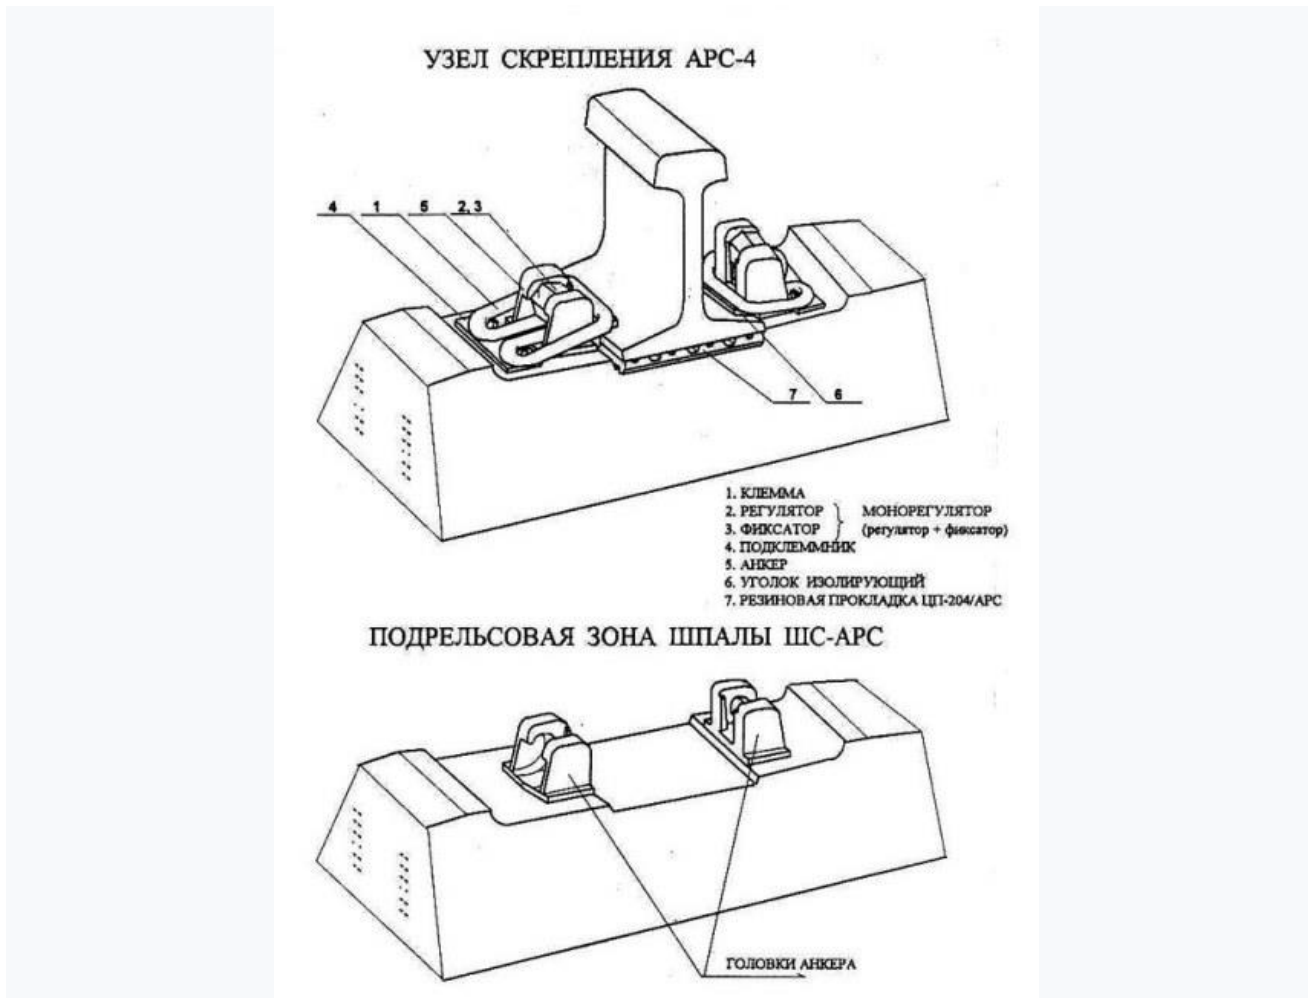 УЗЕЛ СКРЕПЛЕНИЯ АРС-4
4 1 5 2, 3
7 6
1. КЛЕММА
2. РЕГУЛЯТОР } МОНОРЕГУЛЯТОР
3. ФИКСАТОР (регулятор + фиксатор)
4. ПОДКЛЕММНИК
5. АНКЕР
6. УГОЛОК ИЗОЛИРУЮЩИЙ
7. РЕЗИНОВАЯ ПРОКЛАДКА ЦП-204/АРС
ПОДРЕЛЬСОВАЯ ЗОНА ШПАЛЫ ШС-АРС
ГОЛОВКИ АНКЕРА